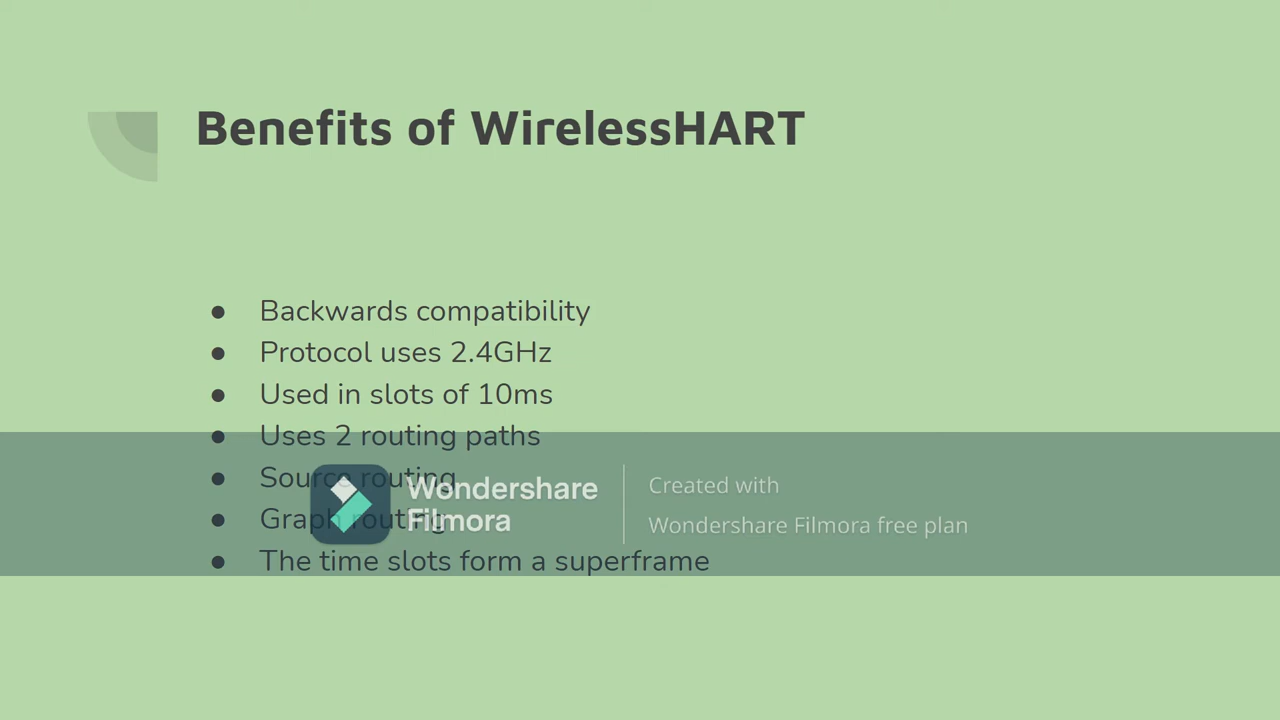 Benefits of WirelessHART
● Backwards compatibility
● Protocol uses 2.4GHz
● Used in slots of 10ms
● Uses 2 routing paths
● Source routing
● Graph routing
● The time slots form a superframe
Wondershare
Filmora
Created with
Wondershare Filmora free plan